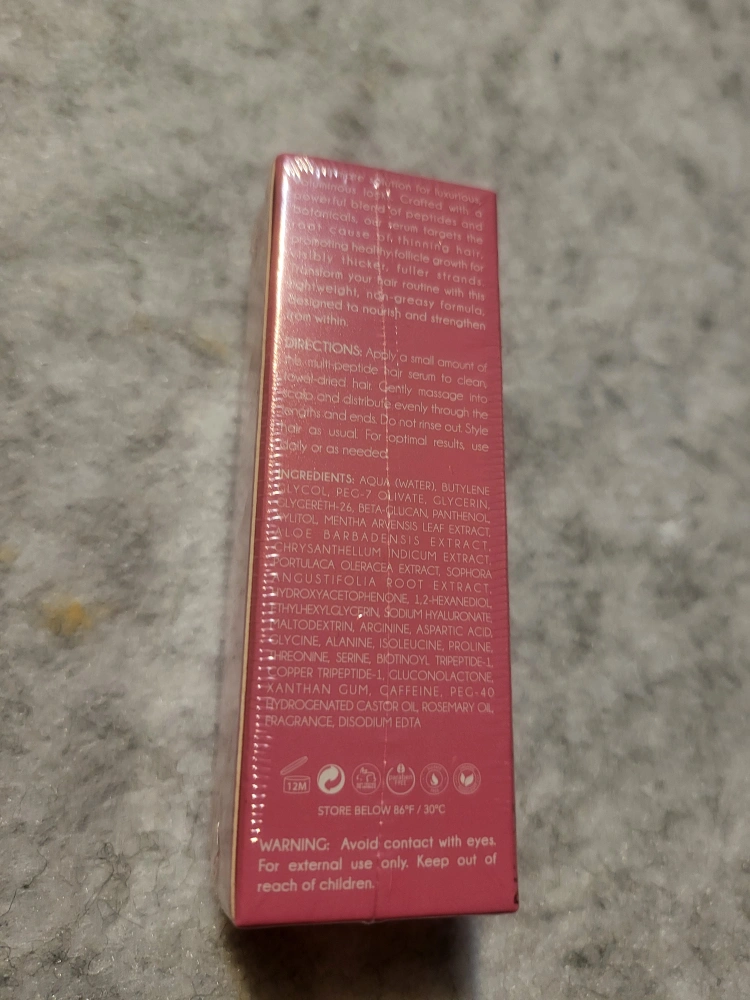 solution for luxurious,
voluminous locks. Crafted with a
powerful blend of peptides and
botanicals, our serum targets the
root cause of thinning hair,
promoting healthy follicle growth for
visibly thicker, fuller strands.
Transform your hair routine with this
lightweight, non-greasy formula,
designed to nourish and strengthen
from within.
DIRECTIONS: Apply a small amount of
this multi-peptide hair serum to clean,
towel-dried hair. Gently massage into
scalp and distribute evenly through the
lengths and ends. Do not rinse out. Style
hair as usual. For optimal results, use
daily or as needed.
INGREDIENTS: AQUA (WATER), BUTYLENE
GLYCOL, PEG-7 OLIVATE, GLYCERIN,
GLYCERETH-26, BETA-GLUCAN, PANTHENOL,
XYLITOL, MENTHA ARVENSIS LEAF EXTRACT,
ALOE BARBADENSIS EXTRACT,
CHRYSANTHELLUM INDICUM EXTRACT,
PORTULACA OLERACEA EXTRACT, SOPHORA
ANGUSTIFOLIA ROOT EXTRACT,
HYDROXYACETOPHENONE, 1,2-HEXANEDIOL,
ETHYLHEXYLGLYCERIN, SODIUM HYALURONATE,
MALTODEXTRIN, ARGININE, ASPARTIC ACID,
GLYCINE, ALANINE, ISOLEUCINE, PROLINE,
THREONINE, SERINE, BIOTINOYL TRIPEPTIDE-1,
COPPER TRIPEPTIDE-1, GLUCONOLACTONE,
XANTHAN GUM, CAFFEINE, PEG-40
HYDROGENATED CASTOR OIL, ROSEMARY OIL,
FRAGRANCE, DISODIUM EDTA
12M
STORE BELOW 86°F / 30°C
WARNING: Avoid contact with eyes.
For external use only. Keep out of
reach of children.